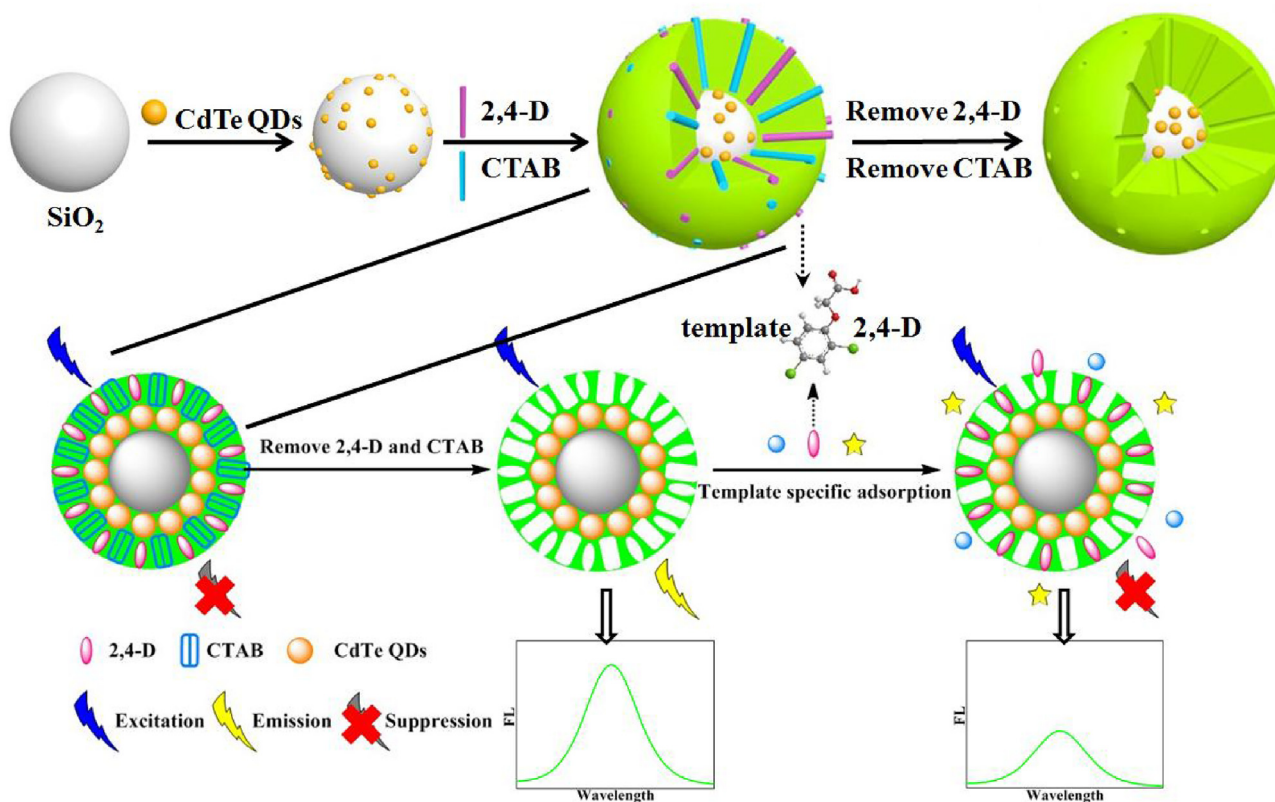 SiO₂
CdTe QDs
2,4-D
CTAB
Remove 2,4-D
Remove CTAB
template 2,4-D
Remove 2,4-D and CTAB
Template specific adsorption
2,4-D CTAB CdTe QDs
Excitation Emission Suppression
FL
Wavelength
FL
Wavelength